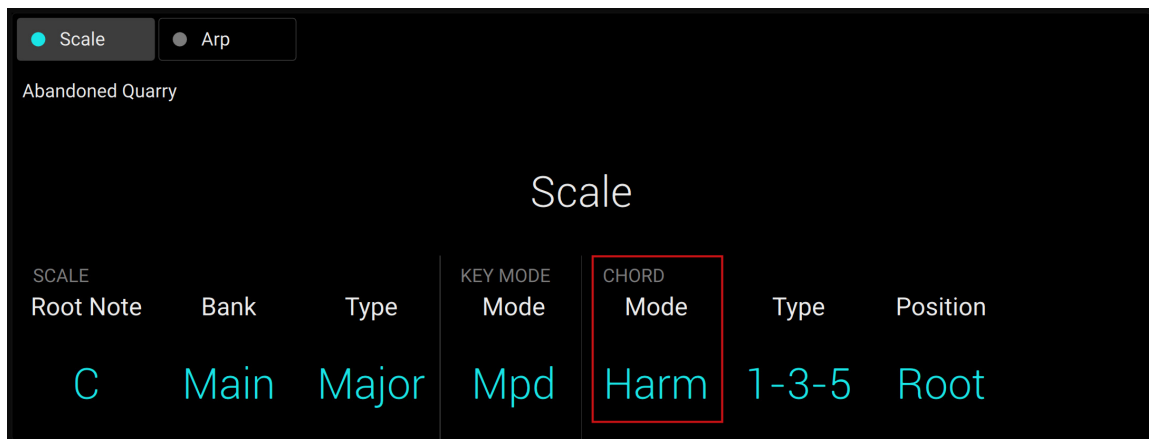 Scale Arp
Abandoned Quarry
Scale
SCALE KEY MODE CHORD
Root Note Bank Type Mode Mode Type Position
C Main Major Mpd Harm 1-3-5 Root